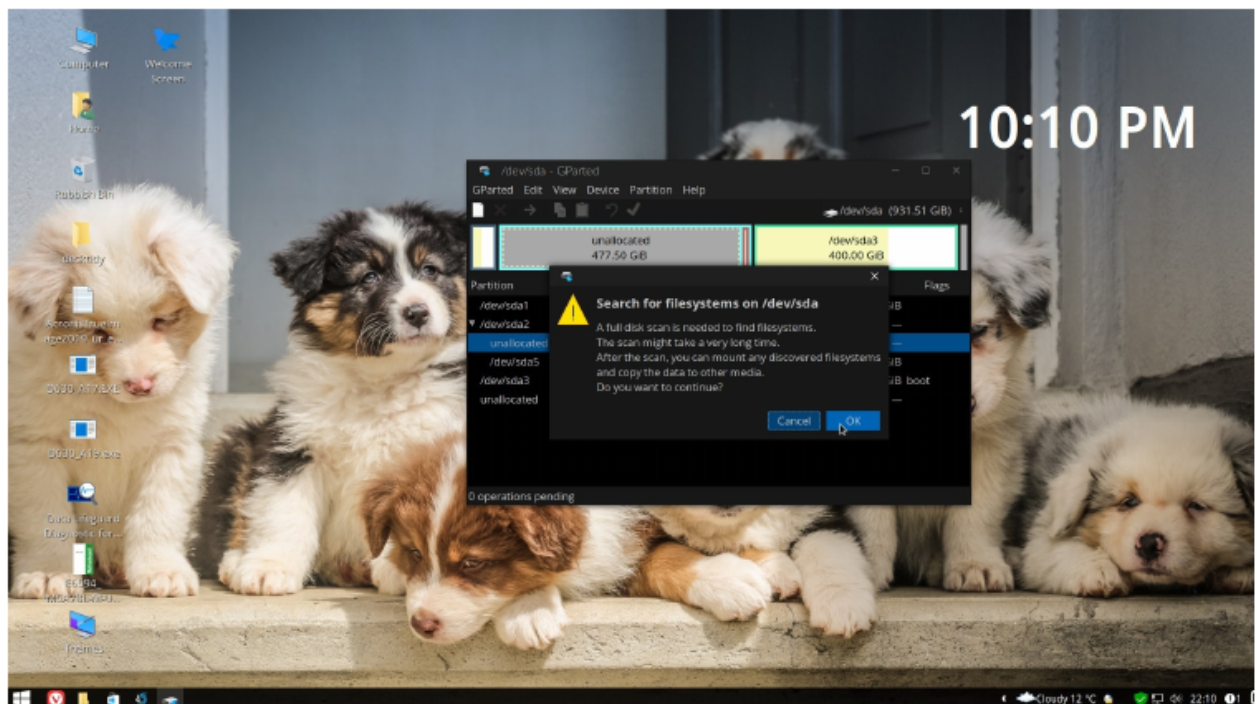 Computer
Welcome
Screen
Home
Rubbish Bin
10:10 PM
/dev/sda - GParted
GParted Edit View Device Partition Help
/dev/sda (931.51 GiB)
unallocated
477.50 GiB
/dev/sda3
400.00 GiB
Partition
Flags
/dev/sda1
/dev/sda2
unallocated
/dev/sda5
/dev/sda3
boot
unallocated
Search for filesystems on /dev/sda
A full disk scan is needed to find filesystems.
The scan might take a very long time.
After the scan, you can mount any discovered filesystems
and copy the data to other media.
Do you want to continue?
Cancel
OK
0 operations pending
D630_A17.EXE
D630_A19.exe
Themes
Cloudy 12 °C
22:10